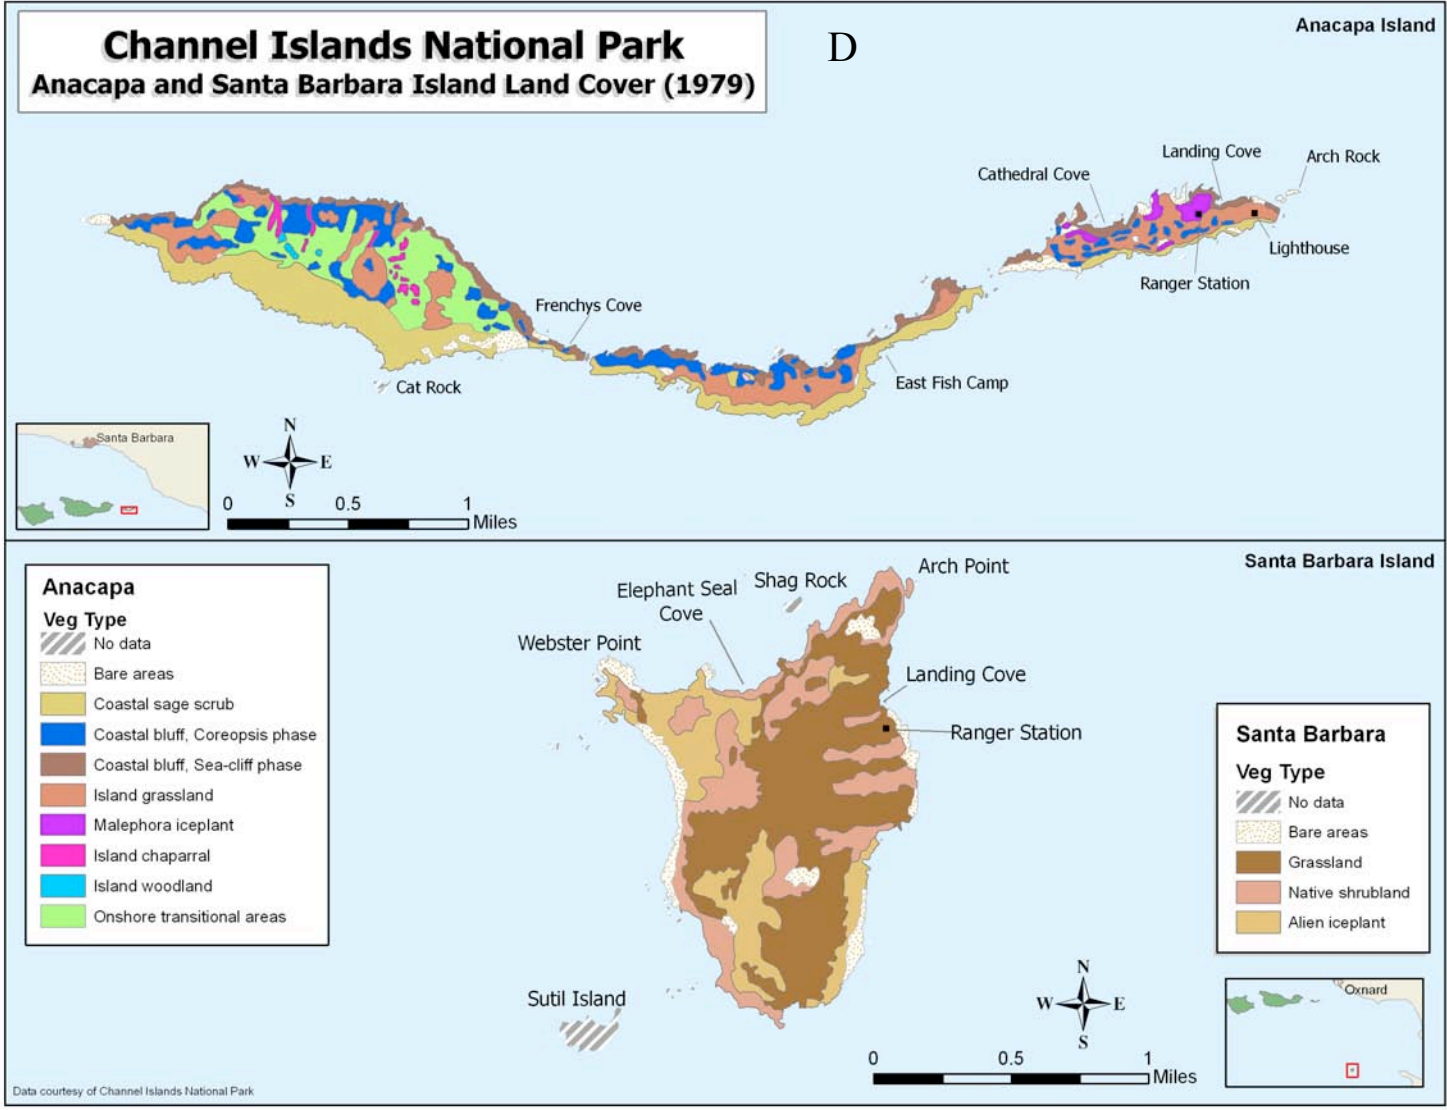 Channel Islands National Park
Anacapa and Santa Barbara Island Land Cover (1979)
D
Anacapa Island
Landing Cove
Arch Rock
Cathedral Cove
Lighthouse
Ranger Station
Frenchys Cove
East Fish Camp
Cat Rock
Santa Barbara
N
W E
S
0 0.5 1
Miles
Santa Barbara Island
Anacapa
Veg Type
No data
Bare areas
Coastal sage scrub
Coastal bluff, Coreopsis phase
Coastal bluff, Sea-cliff phase
Island grassland
Malephora iceplant
Island chaparral
Island woodland
Onshore transitional areas
Arch Point
Shag Rock
Elephant Seal
Cove
Webster Point
Landing Cove
Ranger Station
Sutil Island
Santa Barbara
Veg Type
No data
Bare areas
Grassland
Native shrubland
Alien iceplant
N
W E
S
0 0.5 1
Miles
Oxnard
Data courtesy of Channel Islands National Park